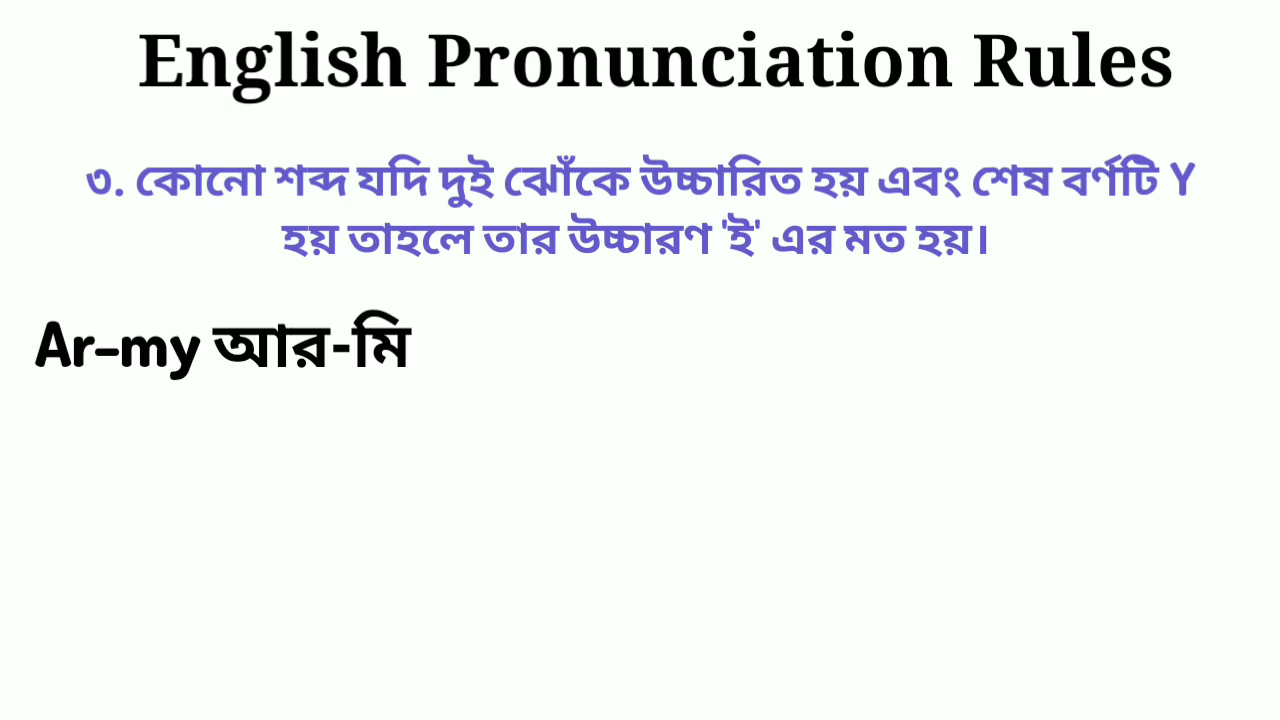 English Pronunciation Rules
৩. কোনো শব্দ যদি দুই ঝোঁকে উচ্চারিত হয় এবং শেষ বর্ণটি Y
হয় তাহলে তার উচ্চারণ 'ই' এর মত হয়।
Ar-my আর-মি